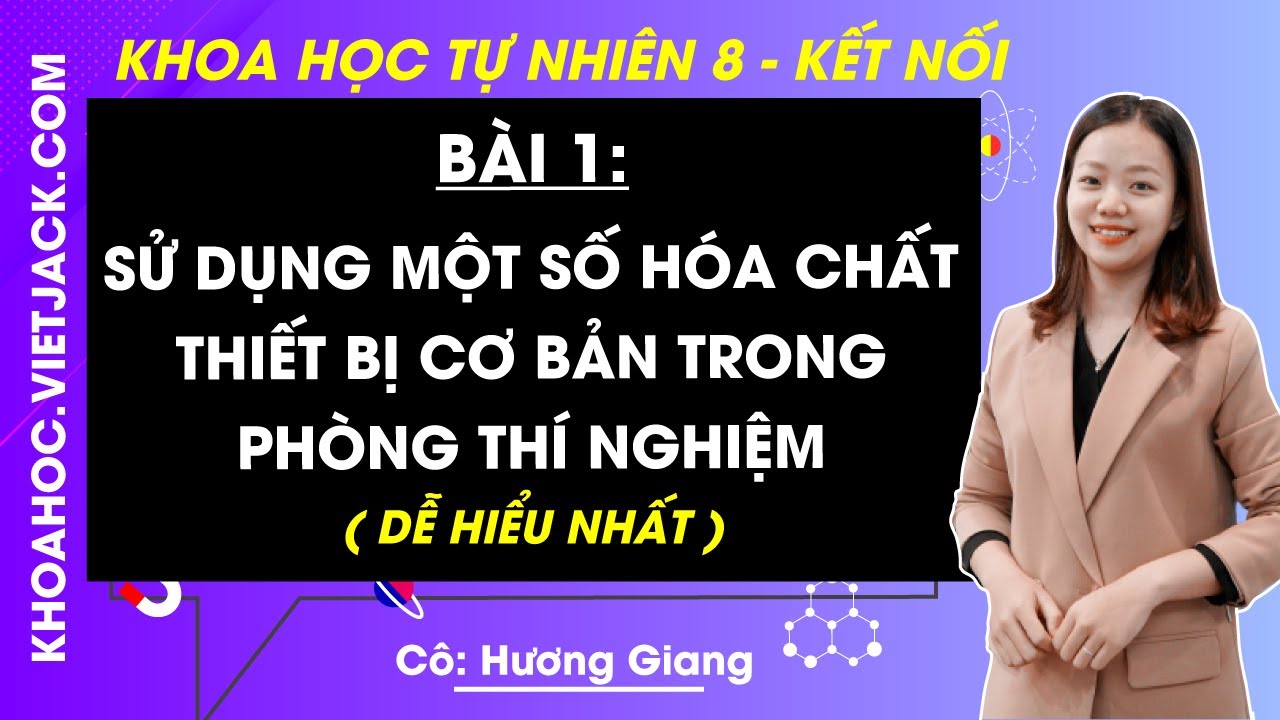 KHOA HỌC TỰ NHIÊN 8 - KẾT NỐI
KHOAHOC.VIETJACK.COM
BÀI 1:
SỬ DỤNG MỘT SỐ HÓA CHẤT
THIẾT BỊ CƠ BẢN TRONG
PHÒNG THÍ NGHIỆM
( DỄ HIỂU NHẤT )
Cô: Hương Giang